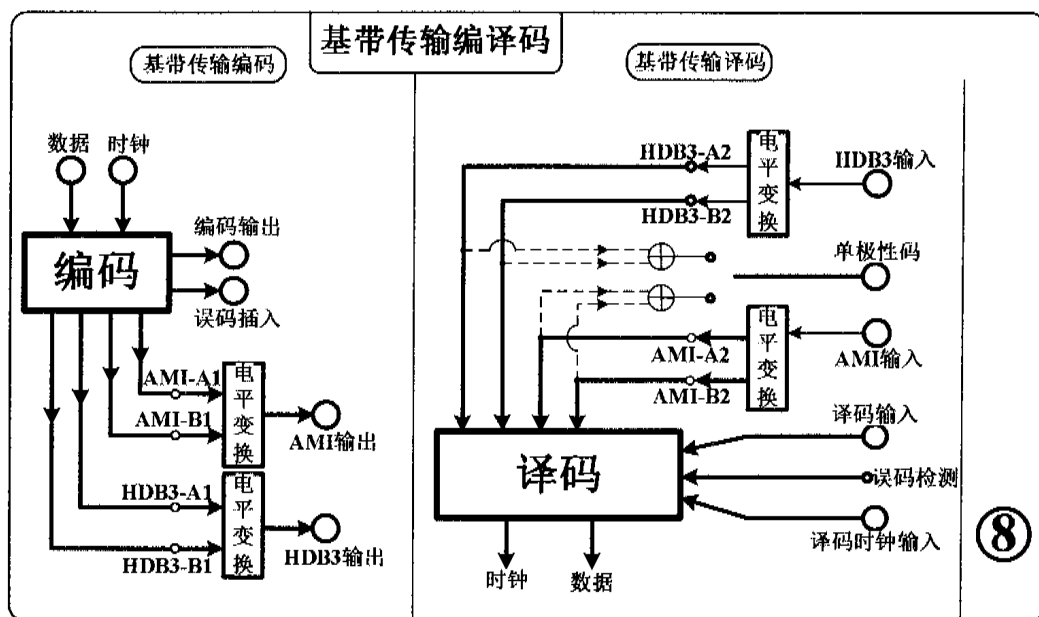 基带传输编译码
基带传输编码
基带传输译码
数据
时钟
编码
编码输出
误码插入
AMI-A1
AMI-B1
电平变换
AMI输出
HDB3-A1
HDB3-B1
电平变换
HDB3输出
HDB3-A2
HDB3-B2
电平变换
HDB3输入
单极性码
AMI-A2
AMI-B2
电平变换
AMI输入
译码输入
译码
误码检测
译码时钟输入
时钟
数据
8